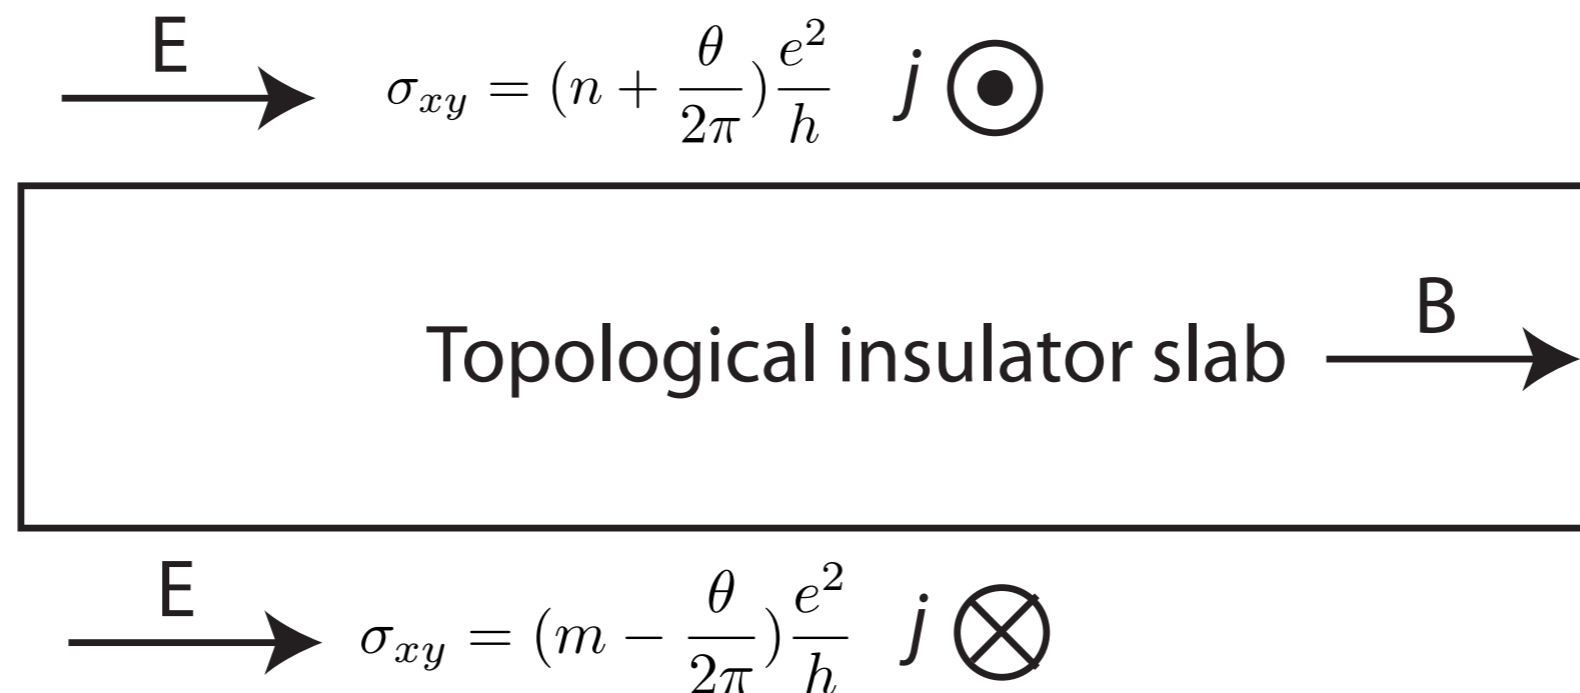 E
σ_xy = (n + θ/2π) e²/h j
B
Topological insulator slab
E
σ_xy = (m − θ/2π) e²/h j